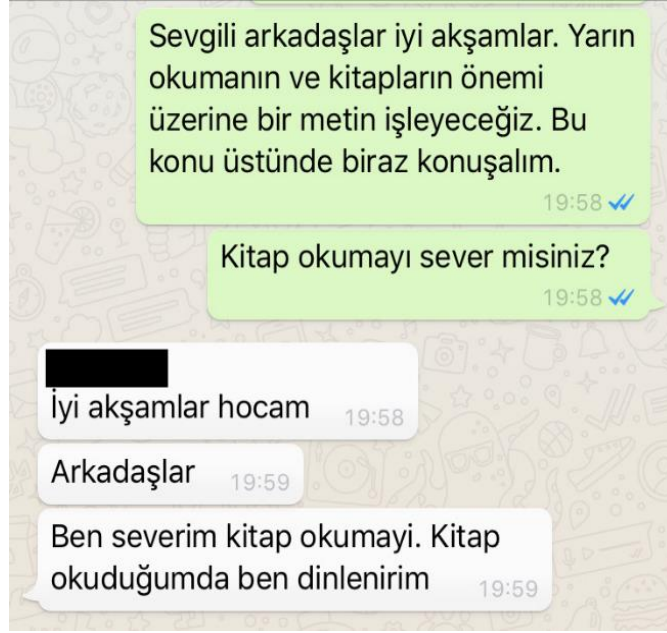 Sevgili arkadaşlar iyi akşamlar. Yarın
okumanın ve kitapların önemi
üzerine bir metin işleyeceğiz. Bu
konu üstünde biraz konuşalım.
19:58
Kitap okumayı sever misiniz?
19:58
İyi akşamlar hocam 19:58
Arkadaşlar 19:59
Ben severim kitap okumayi. Kitap
okuduğumda ben dinlenirim 19:59